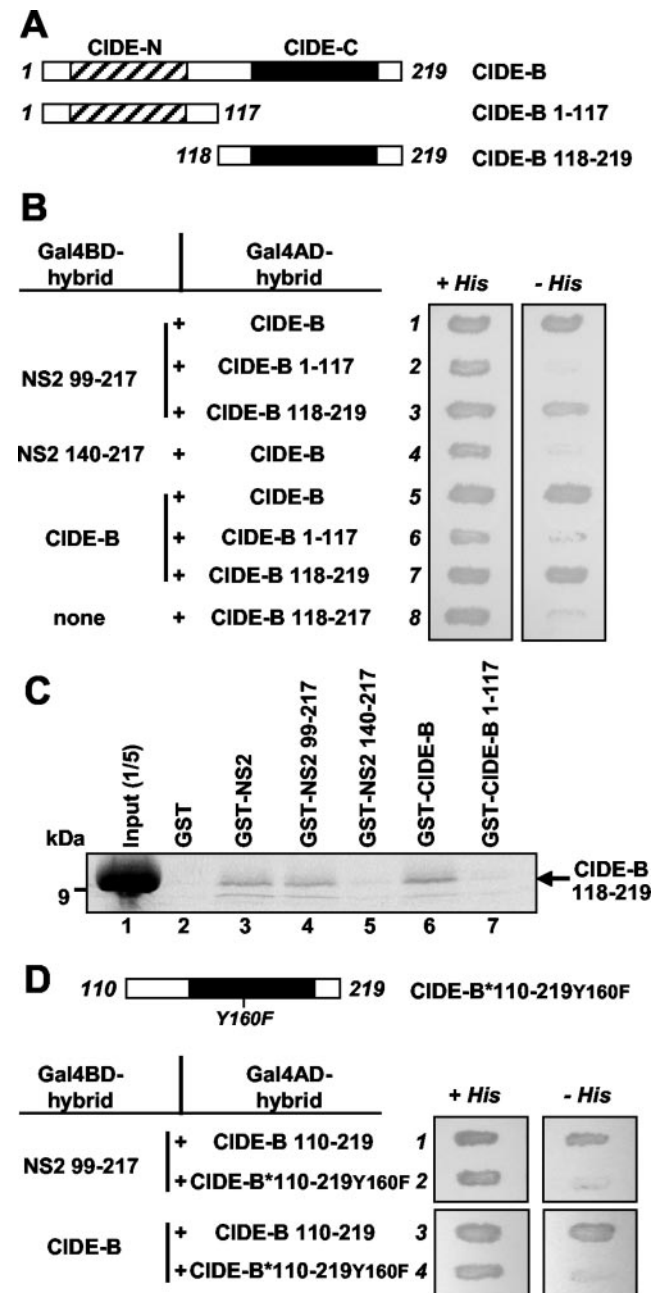 A
CIDE-N CIDE-C
1 219 CIDE-B
1 117 CIDE-B 1-117
118 219 CIDE-B 118-219
B
Gal4BD-hybrid Gal4AD-hybrid + His - His
NS2 99-217 + CIDE-B 1
+ CIDE-B 1-117 2
+ CIDE-B 118-219 3
NS2 140-217 + CIDE-B 4
CIDE-B + CIDE-B 5
+ CIDE-B 1-117 6
+ CIDE-B 118-219 7
none + CIDE-B 118-217 8
C
Input (1/5) GST GST-NS2 GST-NS2 99-217 GST-NS2 140-217 GST-CIDE-B GST-CIDE-B 1-117
kDa
9
CIDE-B
118-219
1 2 3 4 5 6 7
D
110 219 CIDE-B*110-219Y160F
Y160F
Gal4BD-hybrid Gal4AD-hybrid + His - His
NS2 99-217 + CIDE-B 110-219 1
+ CIDE-B*110-219Y160F 2
CIDE-B + CIDE-B 110-219 3
+ CIDE-B*110-219Y160F 4